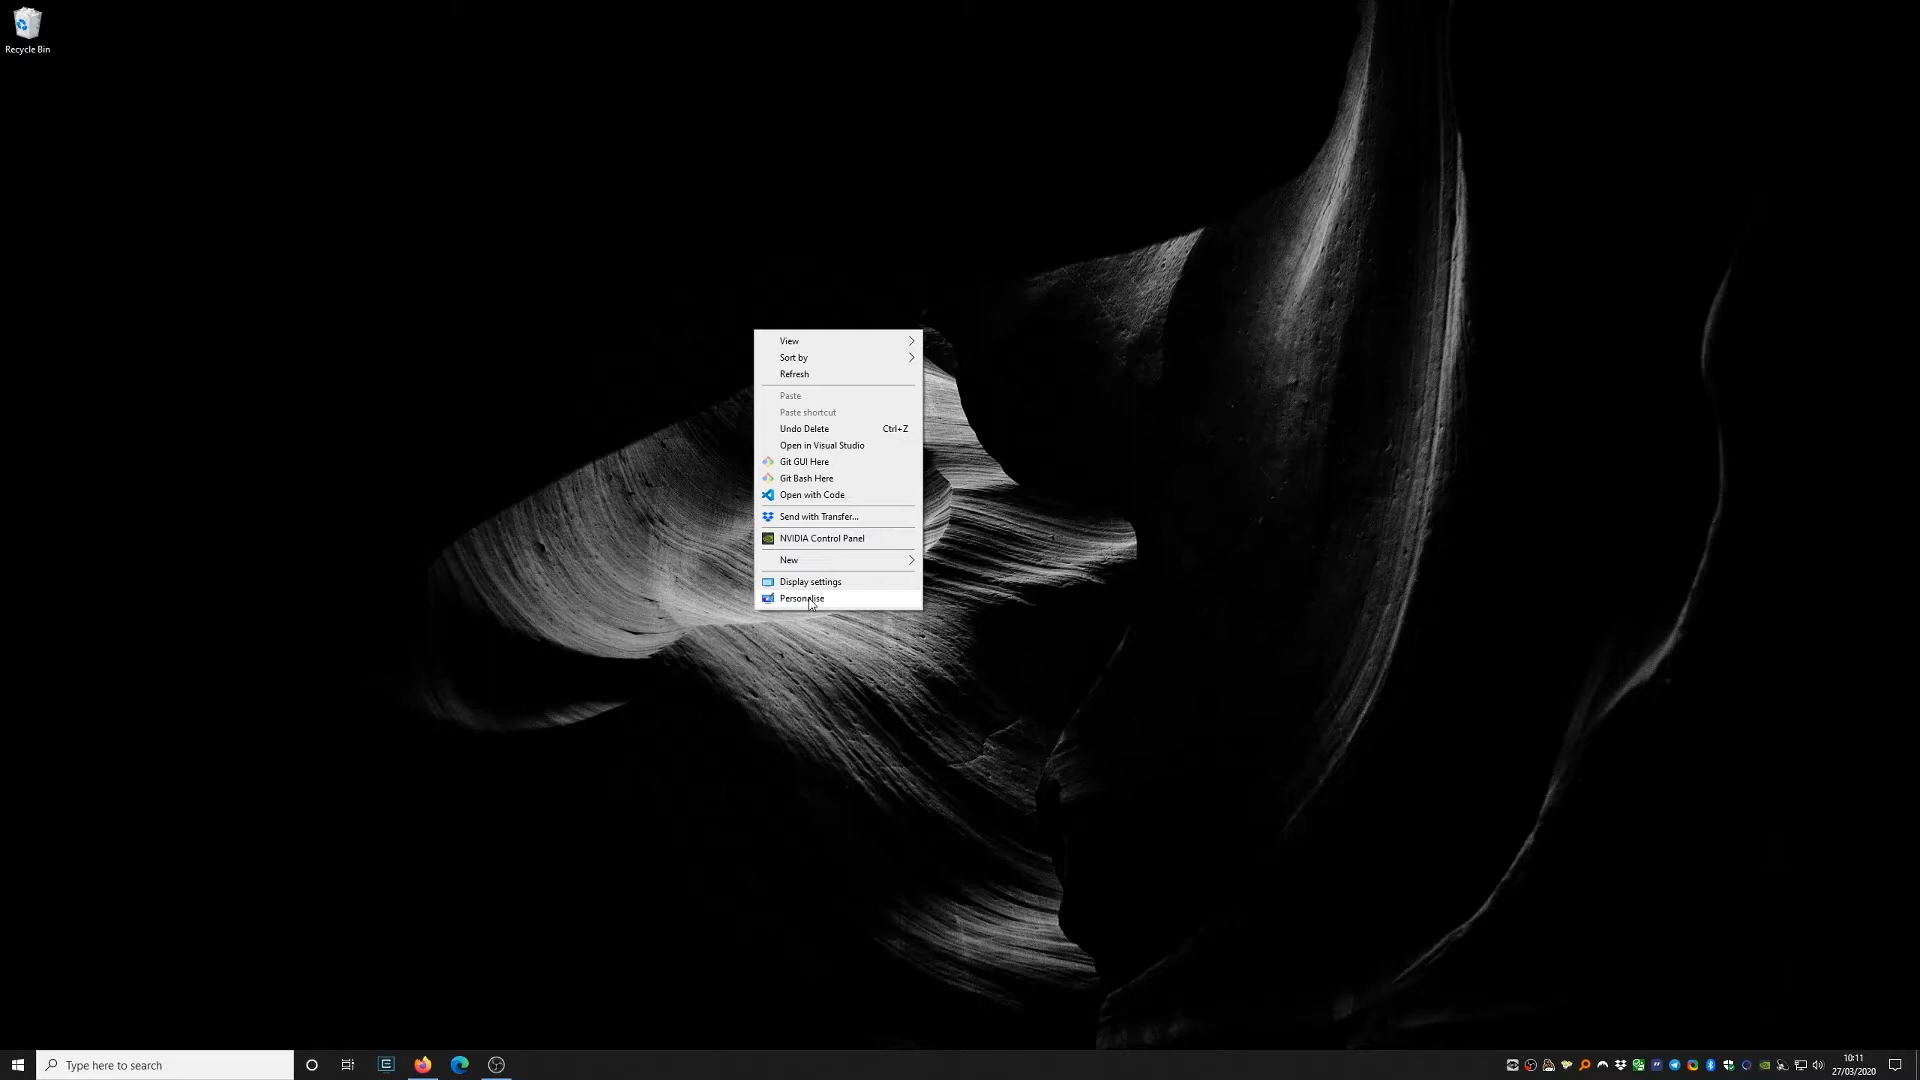 Recycle Bin
View
Sort by
Refresh
Paste
Paste shortcut
Undo Delete Ctrl+Z
Open in Visual Studio
Git GUI Here
Git Bash Here
Open with Code
Send with Transfer...
NVIDIA Control Panel
New
Display settings
Personalise
Type here to search
10:11
27/03/2020